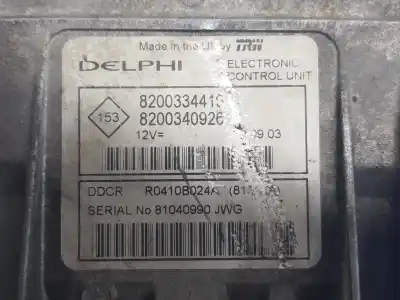 Made in the UK by TRW
DELPHI
ELECTRONIC
CONTROL UNIT
153
8200334419
8200340926
12V=
09 03
DDCR R0410B024A
SERIAL No 81040990 JWG